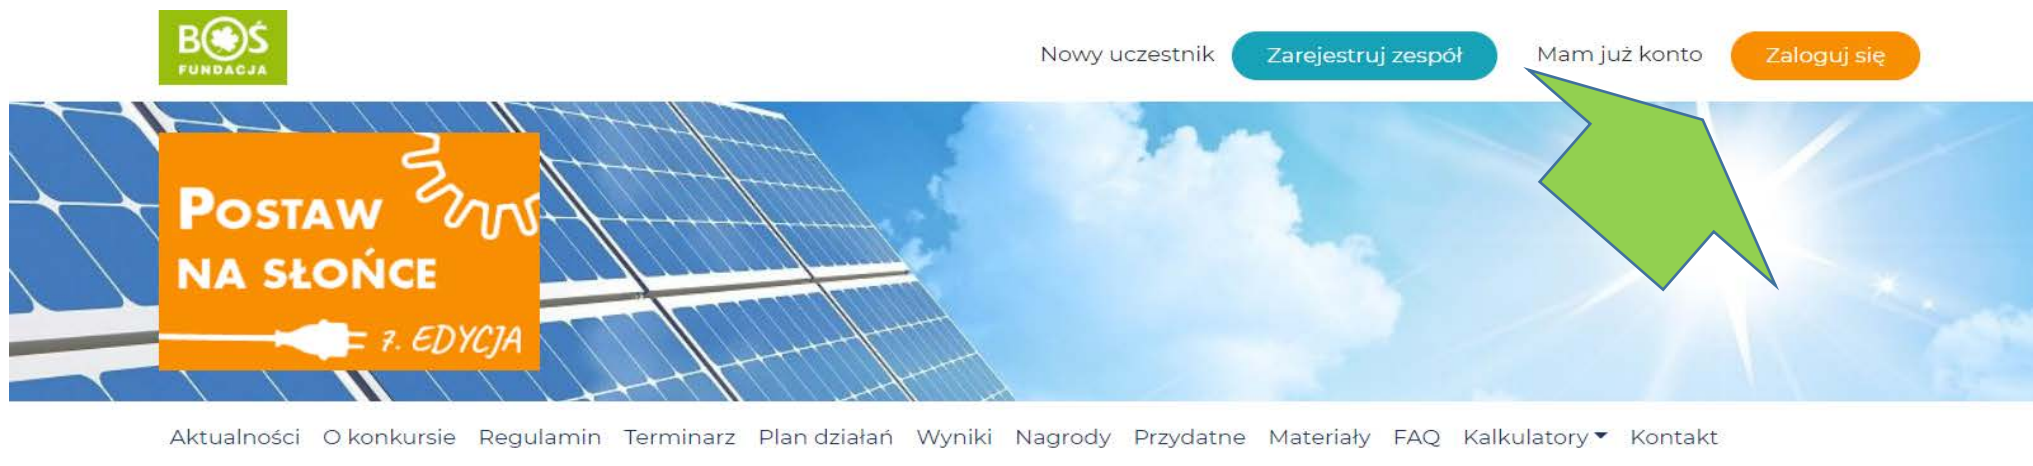 BOŚ
FUNDACJA
Nowy uczestnik Zarejestruj zespół Mam już konto Zaloguj się
POSTAW
NA SŁOŃCE
7. EDYCJA
Aktualności O konkursie Regulamin Terminarz Plan działań Wyniki Nagrody Przydatne Materiały FAQ Kalkulatory Kontakt